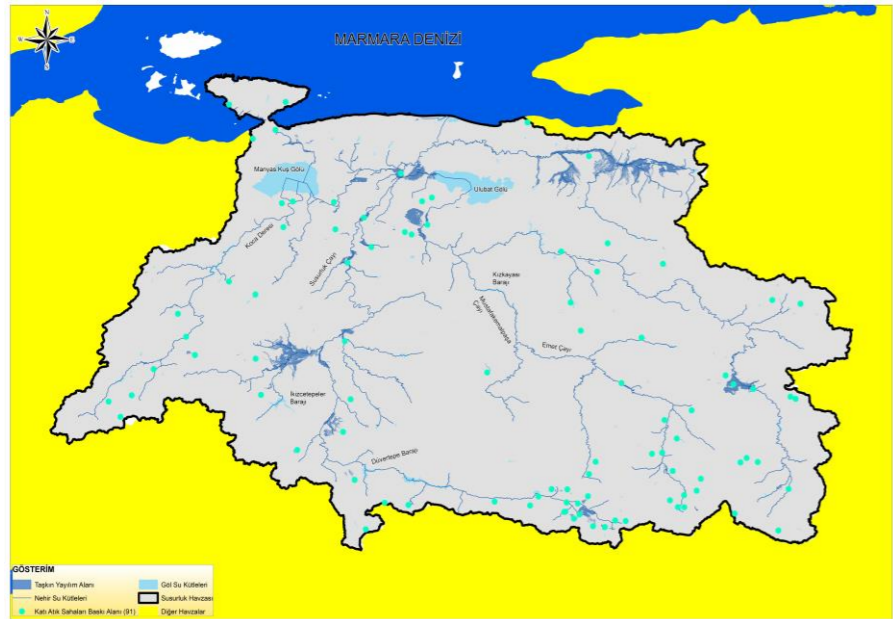 MARMARA DENİZİ
Manyas Kuş Gölü
Ulubat Gölü
Koca Deresi
Susurluk Çayı
Kızkayası
Barajı
Mustafakemalpaşa
Çayı
Emet Çayı
İkizcetepeler
Barajı
Düvertepe Barajı
GÖSTERİM
Taşkın Yayılım Alanı
Göl Su Kütleleri
Nehir Su Kütleleri
Susurluk Havzası
Katı Atık Sahaları Baskı Alanı (91)
Diğer Havzalar